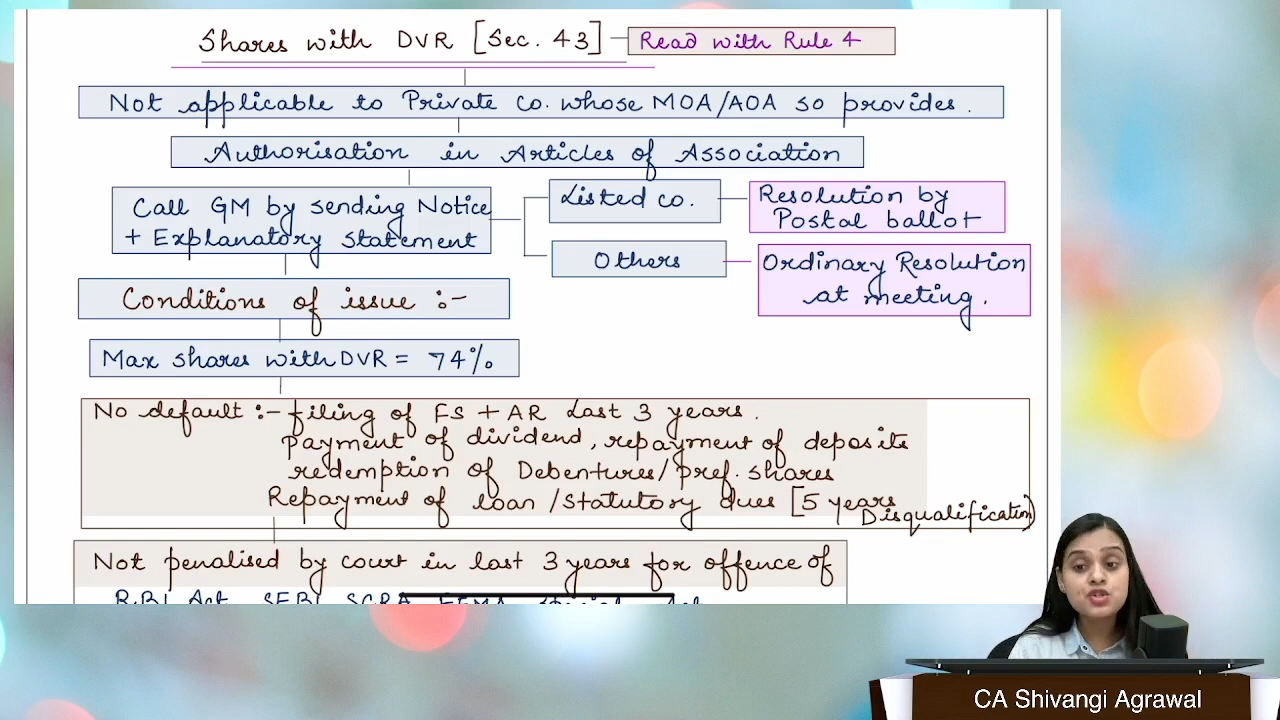 Shares with DVR [Sec. 43]
Read with Rule 4
Not applicable to Private co. whose MOA/AOA so provides.
Authorisation in Articles of Association
Call GM by sending Notice
+ Explanatory statement
Listed co.
Resolution by
Postal ballot
Others
Ordinary Resolution
at meeting.
Conditions of issue :-
Max shares with DVR = 74%
No default :- filing of FS + AR last 3 years.
payment of dividend, repayment of deposits
redemption of Debentures/pref. shares
Repayment of loan/Statutory dues [5 years
Disqualification)
Not penalised by court in last 3 years for offence of
RBI Act, SEBI, SCRA
CA Shivangi Agrawal